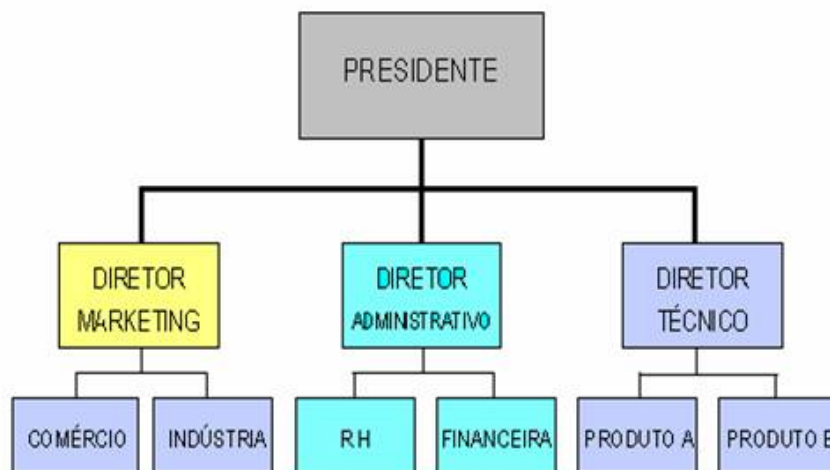 PRESIDENTE
DIRETOR
MARKETING
DIRETOR
ADMINISTRATIVO
DIRETOR
TÉCNICO
COMÉRCIO
INDÚSTRIA
RH
FINANCEIRA
PRODUTO A
PRODUTO